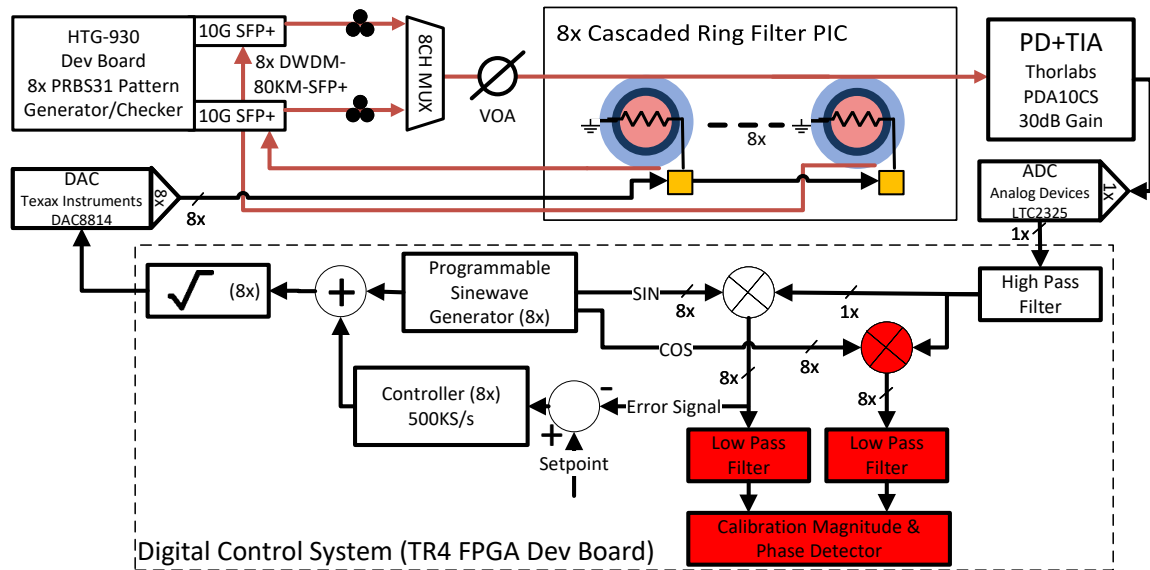 HTG-930
Dev Board
8x PRBS31 Pattern
Generator/Checker
10G SFP+
8x DWDM-
80KM-SFP+
10G SFP+
8CH MUX
VOA
8x Cascaded Ring Filter PIC
8x
PD+TIA
Thorlabs
PDA10CS
30dB Gain
DAC
Texax Instruments
DAC8814
8x
8x
ADC
Analog Devices
LTC2325
1x
1x
High Pass
Filter
√ (8x)
+
Programmable
Sinewave
Generator (8x)
SIN
8x
1x
COS
8x
8x
8x
Controller (8x)
500KS/s
-
+
Error Signal
Setpoint
Low Pass
Filter
Low Pass
Filter
Calibration Magnitude &
Phase Detector
Digital Control System (TR4 FPGA Dev Board)